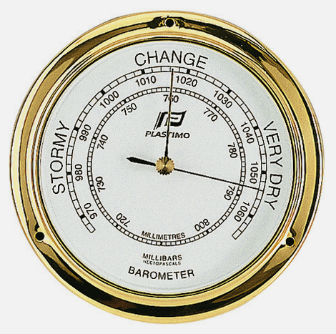 CHANGE
STORMY
VERY DRY
970 980 990 1000 1010 1020 1030 1040 1050 1060
720 730 740 750 760 770 780 790 800
PLASTIMO
MILLIMETRES
MILLIBARS
HECTOPASCALS
BAROMETER